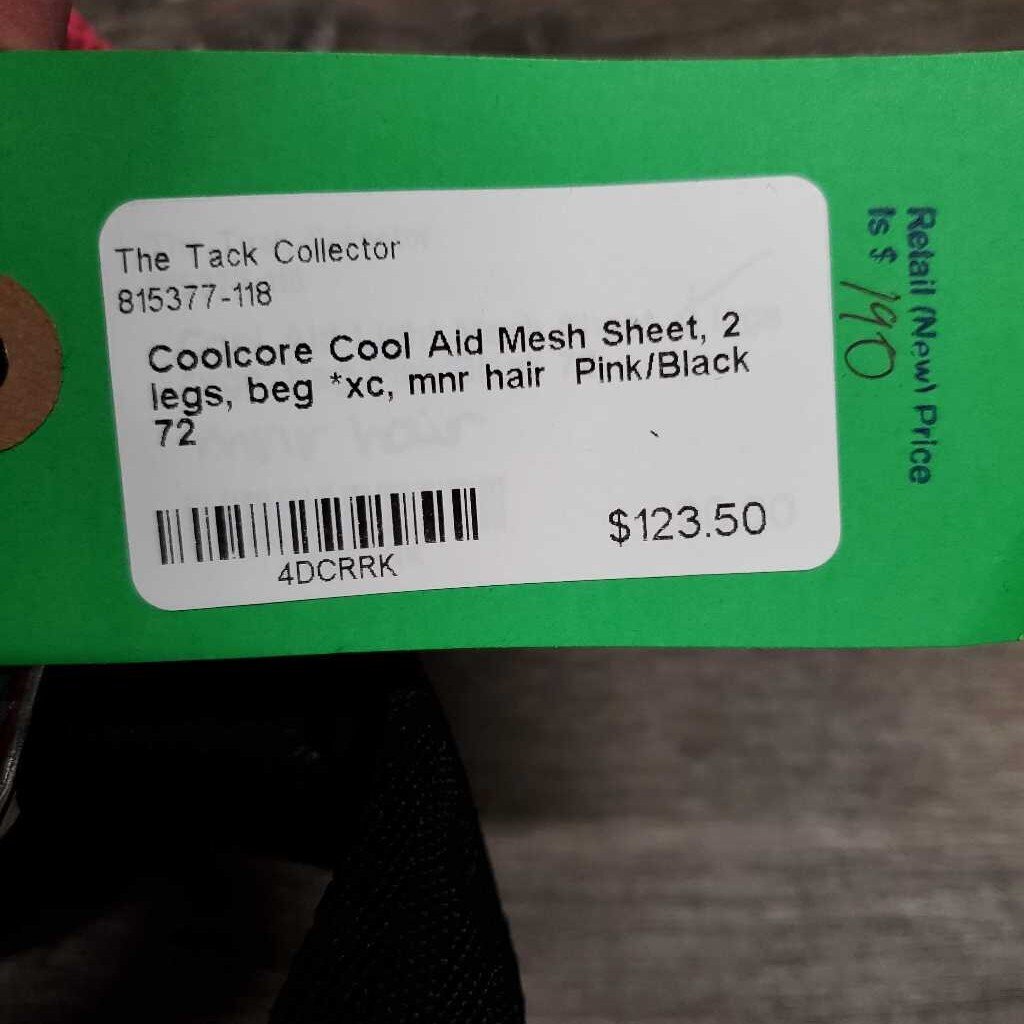 The Tack Collector
815377-118
Coolcore Cool Aid Mesh Sheet, 2
legs, beg *xc, mnr hair Pink/Black
72
4DCRRK
$123.50
Retail (New) Price
Is $ 190